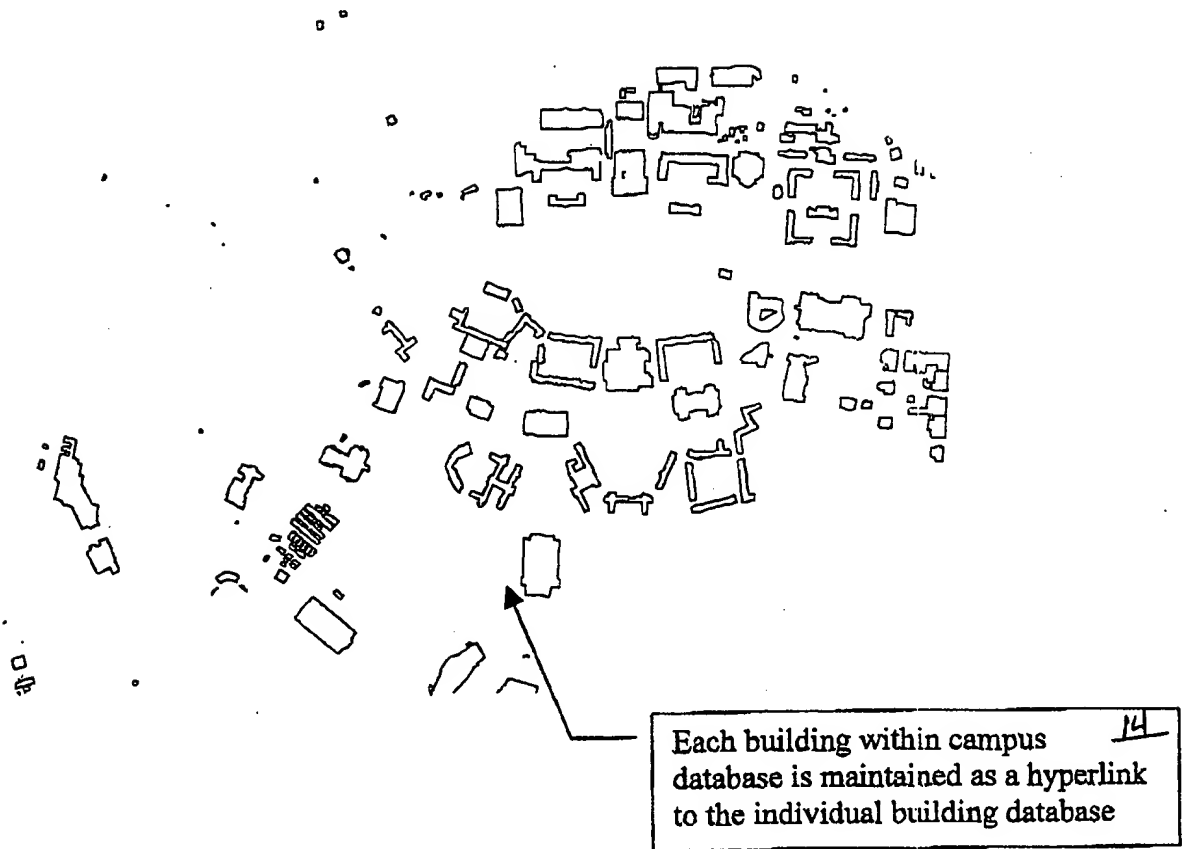 14
Each building within campus
database is maintained as a hyperlink
to the individual building database